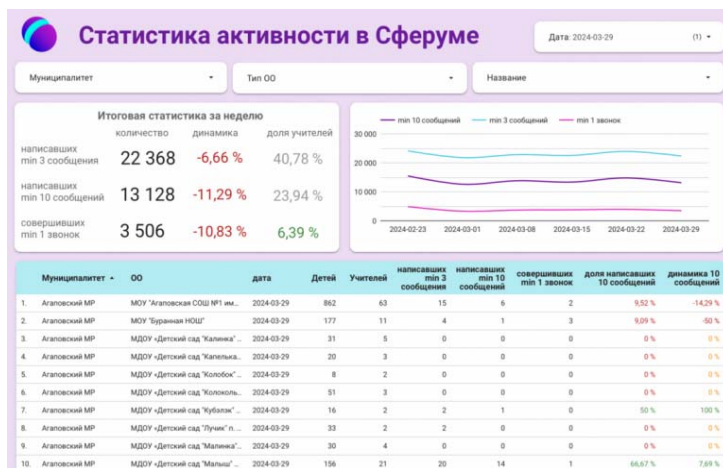 Статистика активности в Сферуме
Дата: 2024-03-29 (1)
Муниципалитет Тип ОО Название
Итоговая статистика за неделю
количество динамика доля учителей
написавших min 3 сообщения 22 368 -6,66 % 40,78 %
написавших min 10 сообщений 13 128 -11,29 % 23,94 %
совершивших min 1 звонок 3 506 -10,83 % 6,39 %
min 10 сообщений min 3 сообщений min 1 звонок
30 000
20 000
10 000
0
2024-02-23 2024-03-01 2024-03-08 2024-03-15 2024-03-22 2024-03-29
Муниципалитет ОО дата Детей Учителей написавших min 3 сообщения написавших min 10 сообщений совершивших min 1 звонок доля написавших 10 сообщений динамика 10 сообщений
1. Агаповский МР МОУ "Агаповская СОШ №1 им... 2024-03-29 862 63 15 6 2 9,52 % -14,29 %
2. Агаповский МР МОУ "Буранная НОШ" 2024-03-29 177 11 4 1 3 9,09 % -50 %
3. Агаповский МР МДОУ «Детский сад "Калинка"... 2024-03-29 31 5 0 0 0 0 % 0 %
4. Агаповский МР МДОУ «Детский сад "Капелька... 2024-03-29 20 3 0 0 0 0 % 0 %
5. Агаповский МР МДОУ «Детский сад "Колобок"... 2024-03-29 8 2 0 0 0 0 % 0 %
6. Агаповский МР МДОУ «Детский сад "Колоколь... 2024-03-29 51 3 0 0 0 0 % 0 %
7. Агаповский МР МДОУ «Детский сад "Кубэлэк"... 2024-03-29 16 2 2 1 0 50 % 100 %
8. Агаповский МР МДОУ «Детский сад "Лучик" п.... 2024-03-29 33 2 2 0 0 0 % 0 %
9. Агаповский МР МДОУ «Детский сад "Малинка"... 2024-03-29 30 4 0 0 0 0 % 0 %
10. Агаповский МР МДОУ «Детский сад "Малыш"... 2024-03-29 156 21 20 14 1 66,67 % 7,69 %